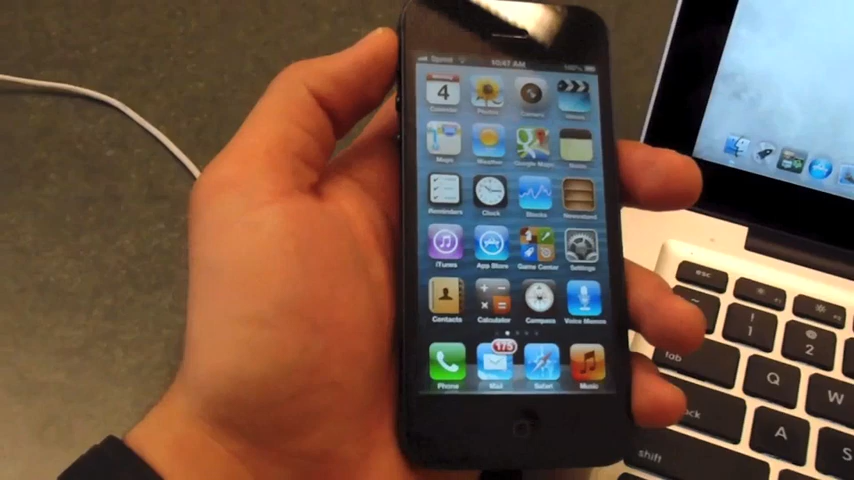 Sprint 10:47 AM 100%
Monday
4
Calendar Photos Camera Videos
Maps Weather Google Maps Notes
Reminders Clock Stocks Newsstand
iTunes App Store Game Center Settings
Contacts Calculator Compass Voice Memos
175
Phone Mail Safari Music
esc
~
!
1
@
2
tab
Q
W
lock
A
S
shift